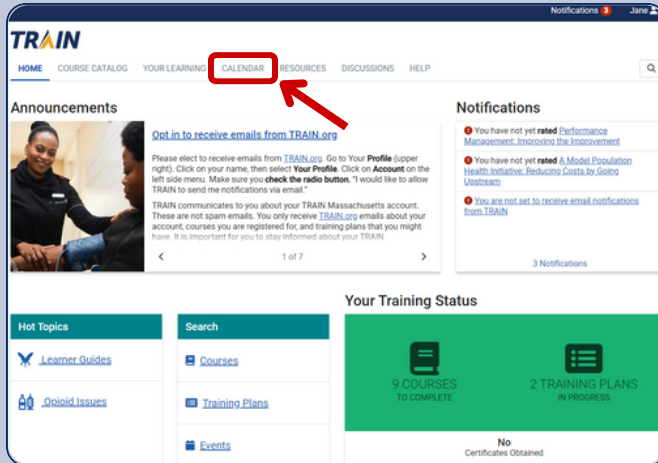 Notifications 3 Jane
TRAIN
HOME COURSE CATALOG YOUR LEARNING CALENDAR RESOURCES DISCUSSIONS HELP
Announcements
Opt in to receive emails from TRAIN.org
Please elect to receive emails from TRAIN.org. Go to Your Profile (upper
right). Click on your name, then select Your Profile. Click on Account on the
left side menu. Make sure you check the radio button, "I would like to allow
TRAIN to send me notifications via email."
TRAIN communicates to you about your TRAIN Massachusetts account.
These are not spam emails. You only receive TRAIN.org emails about your
account, courses you are registered for, and training plans that you might
have. It is important for you to stay informed about your TRAIN
1 of 7
Notifications
You have not yet rated Performance
Management: Improving the Improvement
You have not yet rated A Model Population
Health Initiative: Reducing Costs by Going
Upstream
You are not set to receive email notifications
from TRAIN
3 Notifications
Hot Topics
Learner Guides
Opioid Issues
Search
Courses
Training Plans
Events
Your Training Status
9 COURSES
TO COMPLETE
2 TRAINING PLANS
IN PROGRESS
No
Certificates Obtained